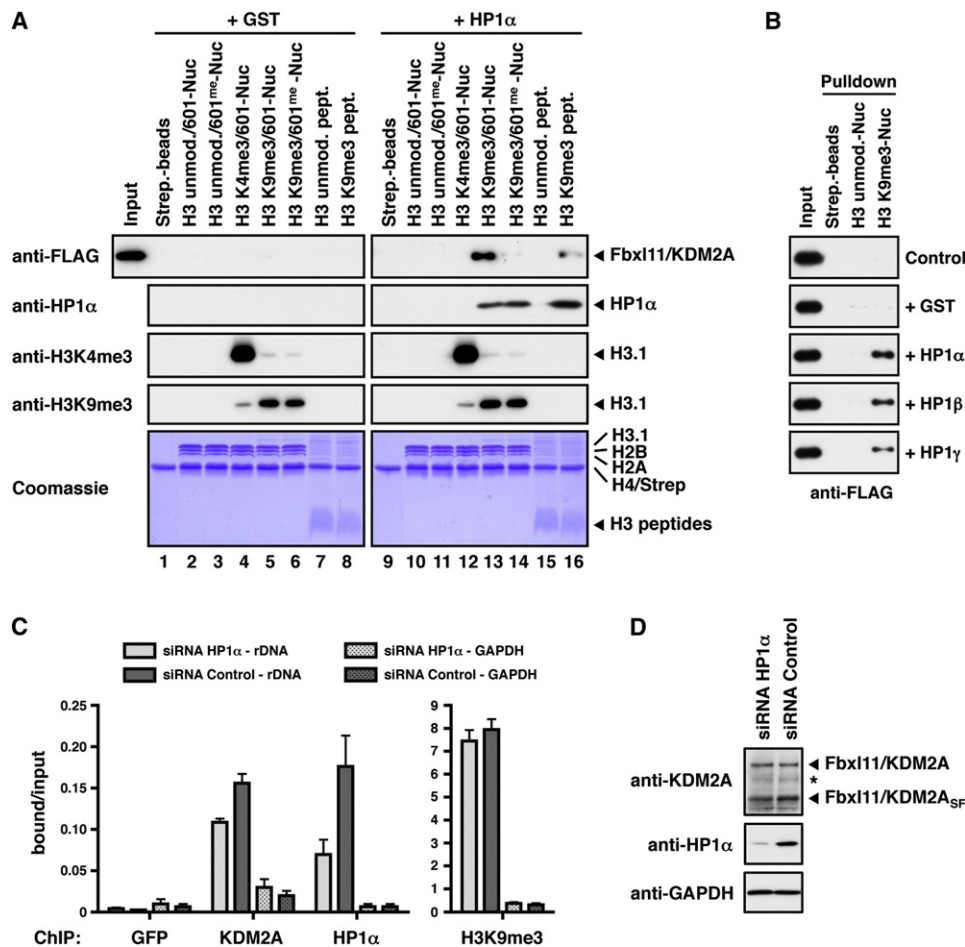 A
+ GST
+ HP1α
Input
Strep.-beads
H3 unmod./601-Nuc
H3 unmod./601me-Nuc
H3 K4me3/601-Nuc
H3 K9me3/601-Nuc
H3 K9me3/601me-Nuc
H3 unmod. pept.
H3 K9me3 pept.
Strep.-beads
H3 unmod./601-Nuc
H3 unmod./601me-Nuc
H3 K4me3/601-Nuc
H3 K9me3/601-Nuc
H3 K9me3/601me -Nuc
H3 unmod. pept.
H3 K9me3 pept.
anti-FLAG
Fbxl11/KDM2A
anti-HP1α
HP1α
anti-H3K4me3
H3.1
anti-H3K9me3
H3.1
Coomassie
H3.1
H2B
H2A
H4/Strep
H3 peptides
1 2 3 4 5 6 7 8 9 10 11 12 13 14 15 16
B
Pulldown
Input
Strep.-beads
H3 unmod.-Nuc
H3 K9me3-Nuc
Control
+ GST
+ HP1α
+ HP1β
+ HP1γ
anti-FLAG
C
siRNA HP1α - rDNA
siRNA HP1α - GAPDH
siRNA Control - rDNA
siRNA Control - GAPDH
bound/input
0.25
0.20
0.15
0.10
0.05
0
9
8
7
6
5
4
3
2
1
0
ChIP: GFP KDM2A HP1α H3K9me3
D
siRNA HP1α
siRNA Control
anti-KDM2A
Fbxl11/KDM2A
*
Fbxl11/KDM2ASF
anti-HP1α
anti-GAPDH